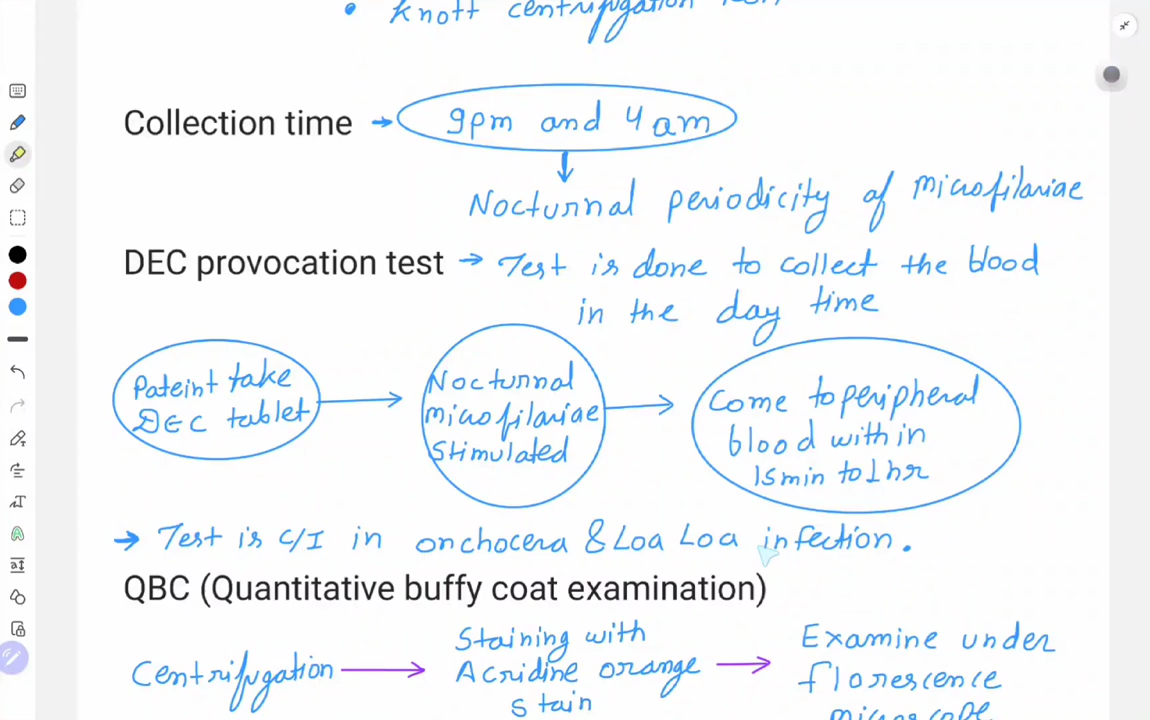 • Knott centrifugation
Collection time → 9pm and 4am
Nocturnal periodicity of microfilariae
DEC provocation test → Test is done to collect the blood
in the day time
Pateint take
DEC tablet
Nocturnal
microfilariae
stimulated
Come to peripheral
blood with in
15min to 1hr
→ Test is C/I in onchocera & Loa Loa infection.
QBC (Quantitative buffy coat examination)
Centrifugation
Staining with
Acridine orange
stain
Examine under
florescence